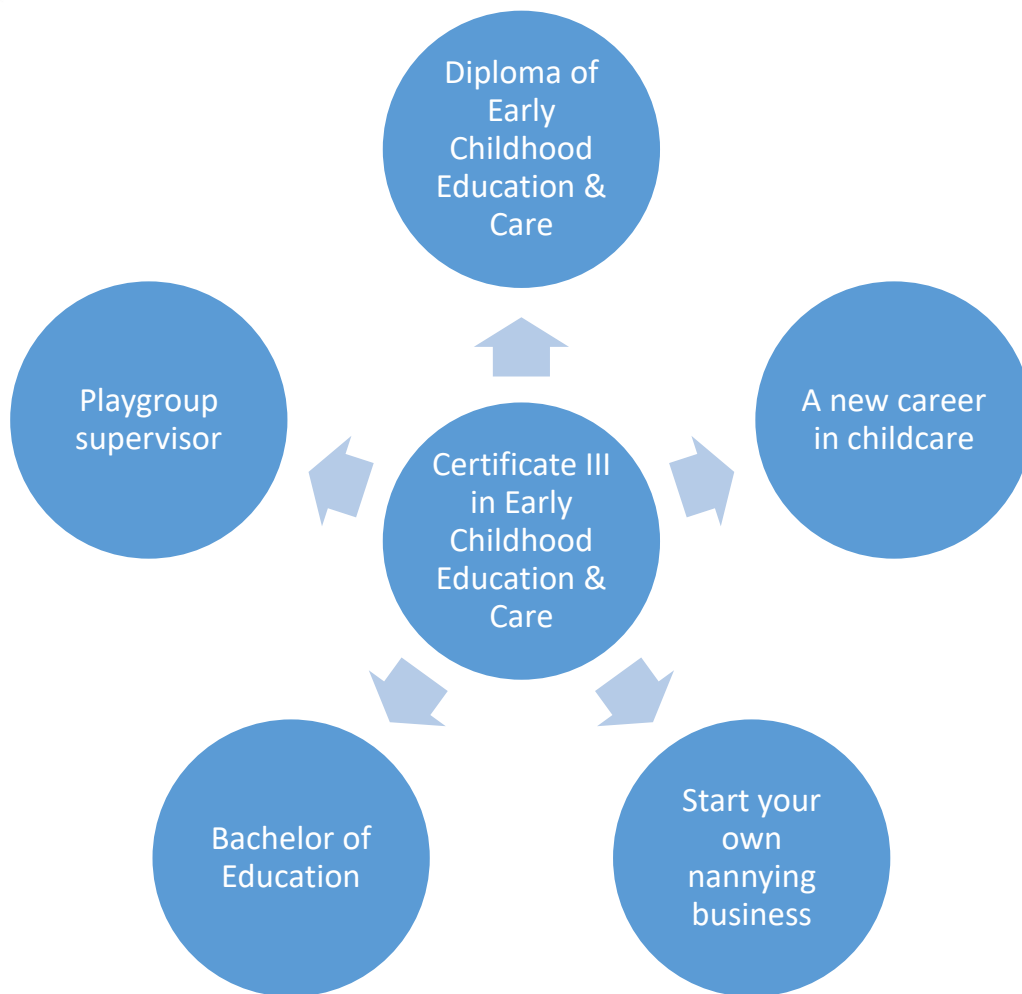 Diploma of
Early
Childhood
Education &
Care
Playgroup
supervisor
A new career
in childcare
Certificate III
in Early
Childhood
Education &
Care
Bachelor of
Education
Start your
own
nannying
business